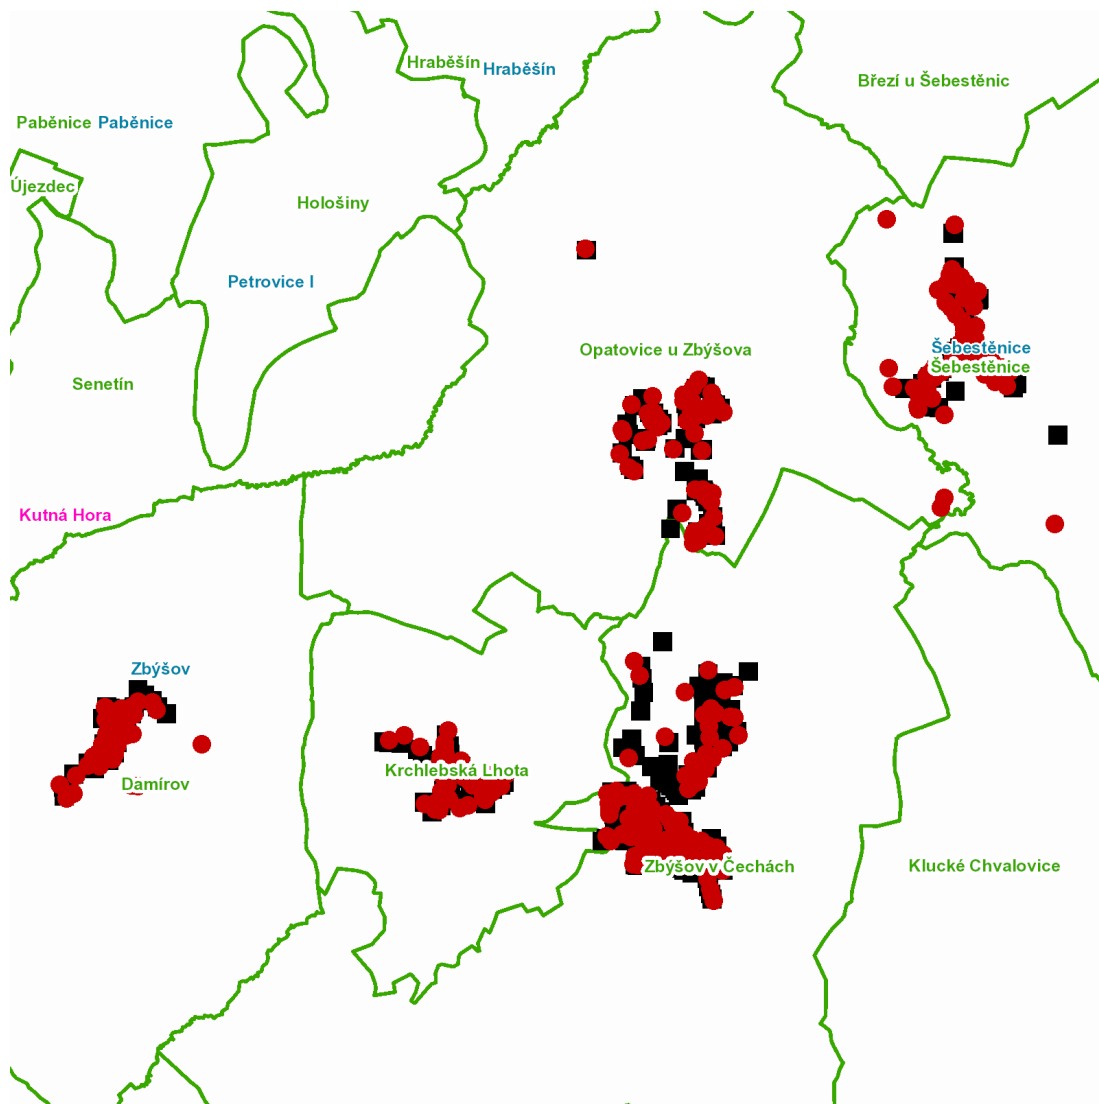 Hraběšín Hraběšín
Březí u Šebestěnic
Paběnice Paběnice
Újezdec
Hološiny
Petrovice I
Opatovice u Zbýšova
Šebestěnice
Šebestěnice
Senetín
Kutná Hora
Zbýšov
Krchlebská Lhota
Damírov
Zbýšov v Čechách
Klucké Chvalovice